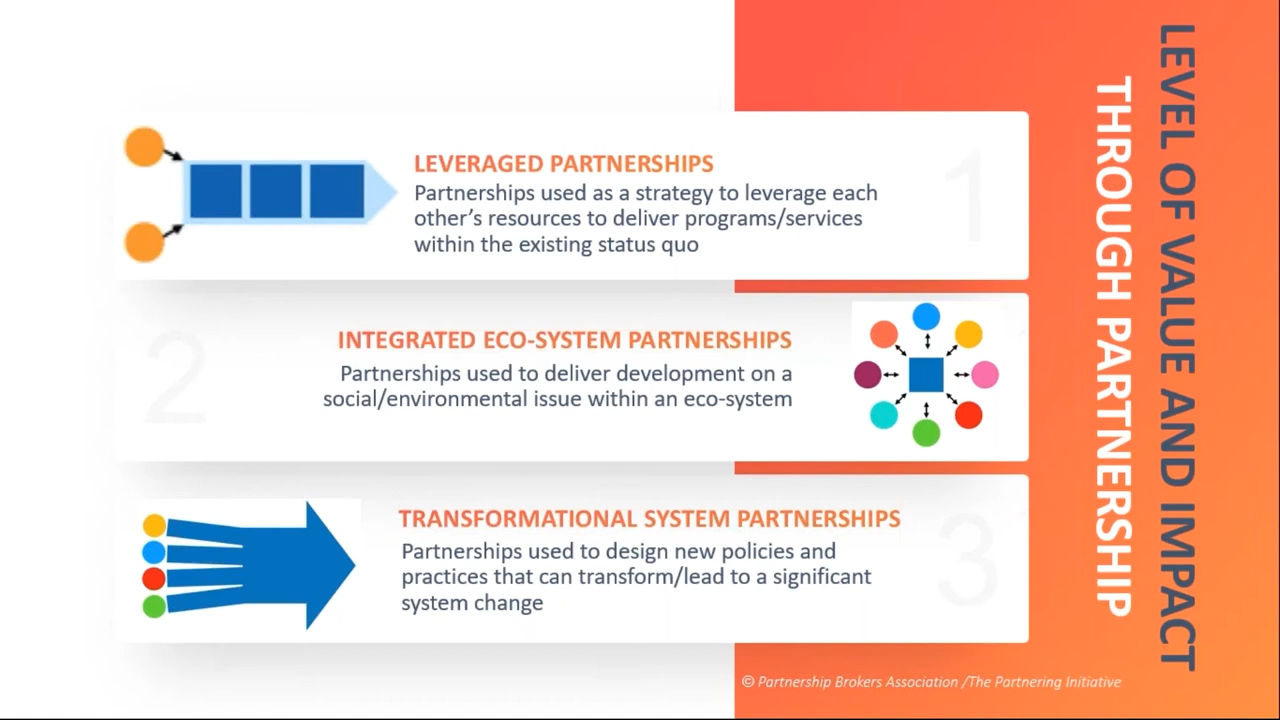 LEVEL OF VALUE AND IMPACT
THROUGH PARTNERSHIP
LEVERAGED PARTNERSHIPS
Partnerships used as a strategy to leverage each
other’s resources to deliver programs/services
within the existing status quo
1
2
INTEGRATED ECO-SYSTEM PARTNERSHIPS
Partnerships used to deliver development on a
social/environmental issue within an eco-system
TRANSFORMATIONAL SYSTEM PARTNERSHIPS
Partnerships used to design new policies and
practices that can transform/lead to a significant
system change
3
© Partnership Brokers Association /The Partnering Initiative